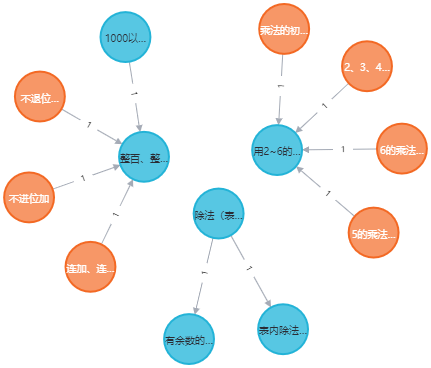 乘法的初...
1000以...
2、3、4...
不退位...
1
1
1
1
6的乘法...
用2~6的...
1
整百、整...
1
不进位加
1
1
除法（表...
5的乘法...
1
连加、连...
1
1
表内除法...
有余数的...